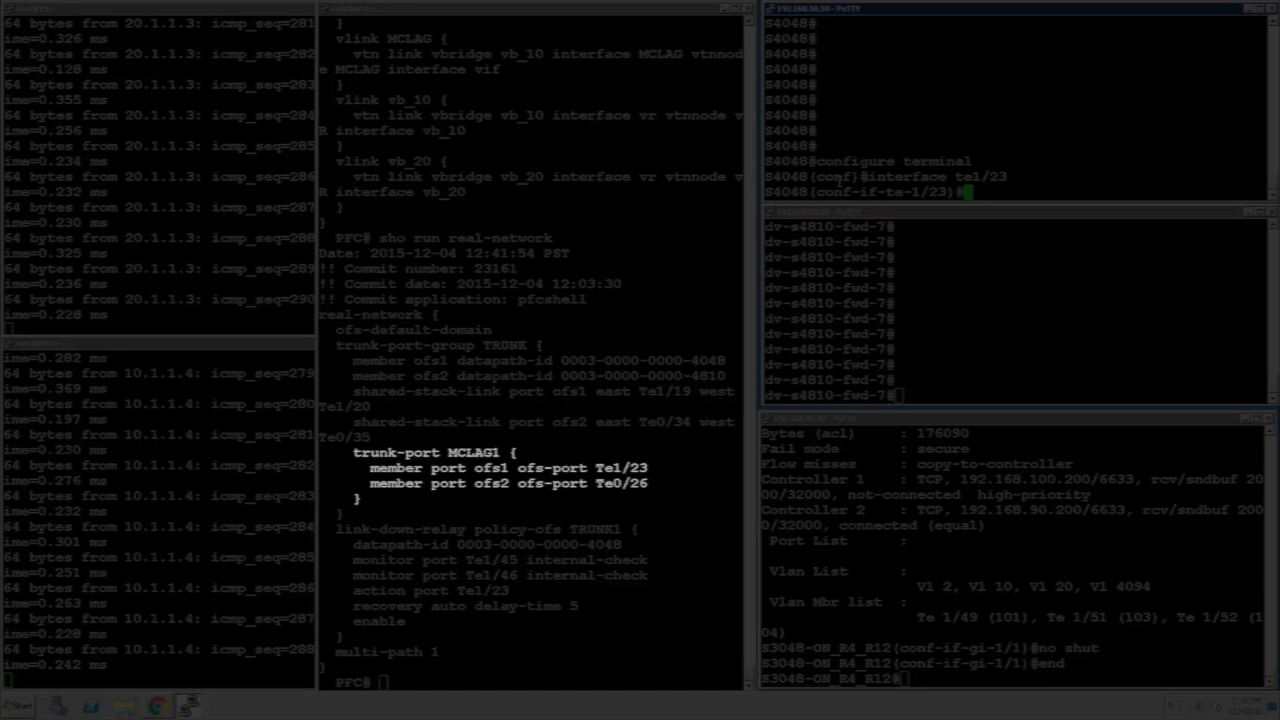 64 bytes from 20.1.1.3: icmp_seq=281
ime=0.326 ms
64 bytes from 20.1.1.3: icmp_seq=282
ime=0.128 ms
64 bytes from 20.1.1.3: icmp_seq=283
ime=0.355 ms
64 bytes from 20.1.1.3: icmp_seq=284
ime=0.256 ms
64 bytes from 20.1.1.3: icmp_seq=285
ime=0.234 ms
64 bytes from 20.1.1.3: icmp_seq=286
ime=0.232 ms
64 bytes from 20.1.1.3: icmp_seq=287
ime=0.230 ms
64 bytes from 20.1.1.3: icmp_seq=288
ime=0.325 ms
64 bytes from 20.1.1.3: icmp_seq=289
ime=0.236 ms
64 bytes from 20.1.1.3: icmp_seq=290
ime=0.228 ms
ime=0.282 ms
64 bytes from 10.1.1.4: icmp_seq=279
ime=0.369 ms
64 bytes from 10.1.1.4: icmp_seq=280
ime=0.197 ms
64 bytes from 10.1.1.4: icmp_seq=281
ime=0.230 ms
64 bytes from 10.1.1.4: icmp_seq=282
ime=0.276 ms
64 bytes from 10.1.1.4: icmp_seq=283
ime=0.232 ms
64 bytes from 10.1.1.4: icmp_seq=284
ime=0.301 ms
64 bytes from 10.1.1.4: icmp_seq=285
ime=0.251 ms
64 bytes from 10.1.1.4: icmp_seq=286
ime=0.263 ms
64 bytes from 10.1.1.4: icmp_seq=287
ime=0.228 ms
64 bytes from 10.1.1.4: icmp_seq=288
ime=0.242 ms
}
vlink MCLAG {
vtn link vbridge vb_10 interface MCLAG vtnnod
e MCLAG interface vif
}
vlink vb_10 {
vtn link vbridge vb_10 interface vr vtnnode v
R interface vb_10
}
vlink vb_20 {
vtn link vbridge vb_20 interface vr vtnnode v
R interface vb_20
}
}
PFC# sho run real-network
Date: 2015-12-04 12:41:54 PST
!! Commit number: 23161
!! Commit date: 2015-12-04 12:03:30
!! Commit application: pfcshell
real-network {
ofs-default-domain
trunk-port-group TRUNK {
member ofs1 datapath-id 0003-0000-0000-4048
member ofs2 datapath-id 0003-0000-0000-4810
shared-stack-link port ofs1 east Te1/19 west
Te1/20
shared-stack-link port ofs2 east Te0/34 west
Te0/35
trunk-port MCLAG1 {
member port ofs1 ofs-port Te1/23
member port ofs2 ofs-port Te0/26
}
}
link-down-relay policy-ofs TRUNK1 {
datapath-id 0003-0000-0000-4048
monitor port Te1/45 internal-check
monitor port Te1/46 internal-check
action port Te1/23
recovery auto delay-time 5
enable
}
multi-path 1
}
PFC#
S4048#
S4048#
S4048#
S4048#
S4048#
S4048#
S4048#
S4048#
S4048#
S4048#configure terminal
S4048(conf)#interface te1/23
S4048(conf-if-te-1/23)#
dv-s4810-fwd-7#
dv-s4810-fwd-7#
dv-s4810-fwd-7#
dv-s4810-fwd-7#
dv-s4810-fwd-7#
dv-s4810-fwd-7#
dv-s4810-fwd-7#
dv-s4810-fwd-7#
dv-s4810-fwd-7#
dv-s4810-fwd-7#
dv-s4810-fwd-7#
dv-s4810-fwd-7#
Bytes (acl) : 176090
Fail mode : secure
Flow misses : copy-to-controller
Controller 1 : TCP, 192.168.100.200/6633, rcv/sndbuf 20
00/32000, not-connected high-priority
Controller 2 : TCP, 192.168.90.200/6633, rcv/sndbuf 200
0/32000, connected (equal)
Port List :
Vlan List :
Vl 2, Vl 10, Vl 20, Vl 4094
Vlan Mbr list :
Te 1/49 (101), Te 1/51 (103), Te 1/52 (1
04)
S3048-ON_R4_R12(conf-if-gi-1/1)#no shut
S3048-ON_R4_R12(conf-if-gi-1/1)#end
S3048-ON_R4_R12#
Start